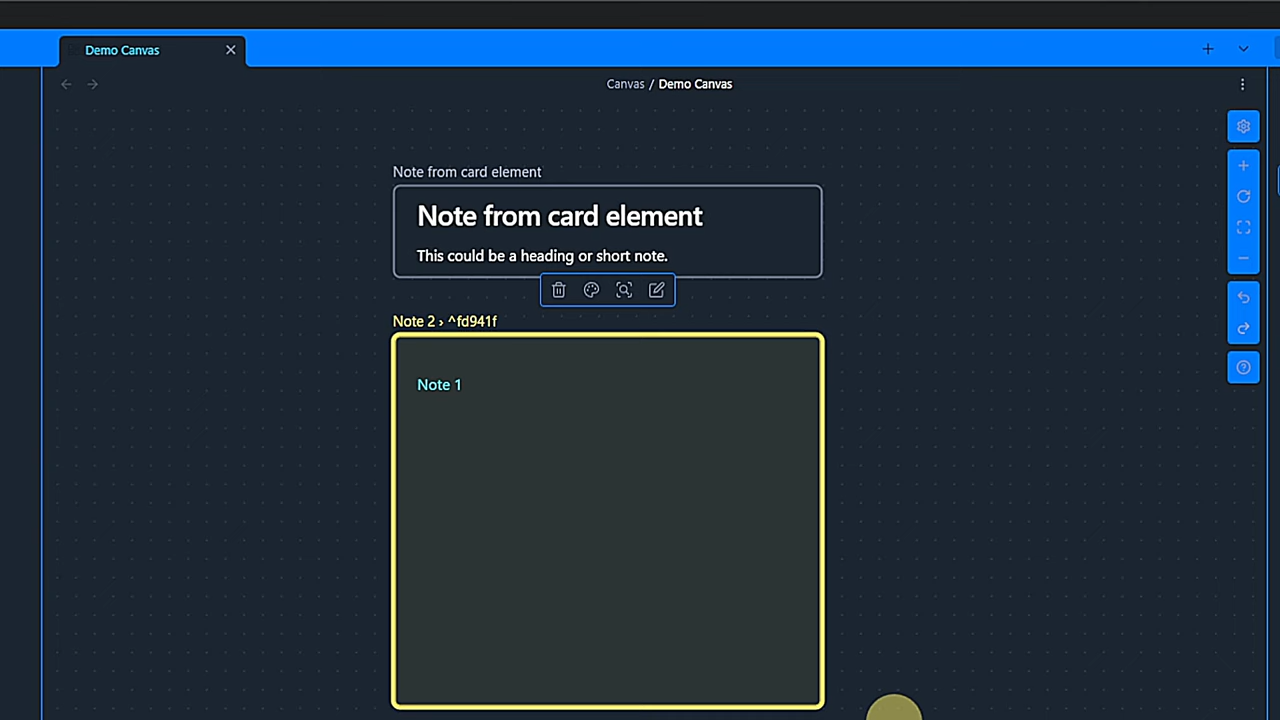 Demo Canvas
Canvas / Demo Canvas
Note from card element
Note from card element
This could be a heading or short note.
Note 2 › ^fd941f
Note 1